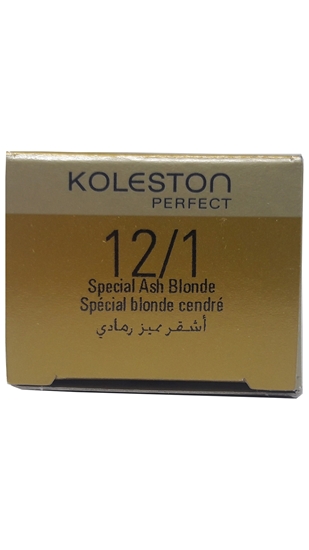 KOLESTON
PERFECT
12/1
Special Ash Blonde
Spécial blonde cendré
أشقر مميز رمادي